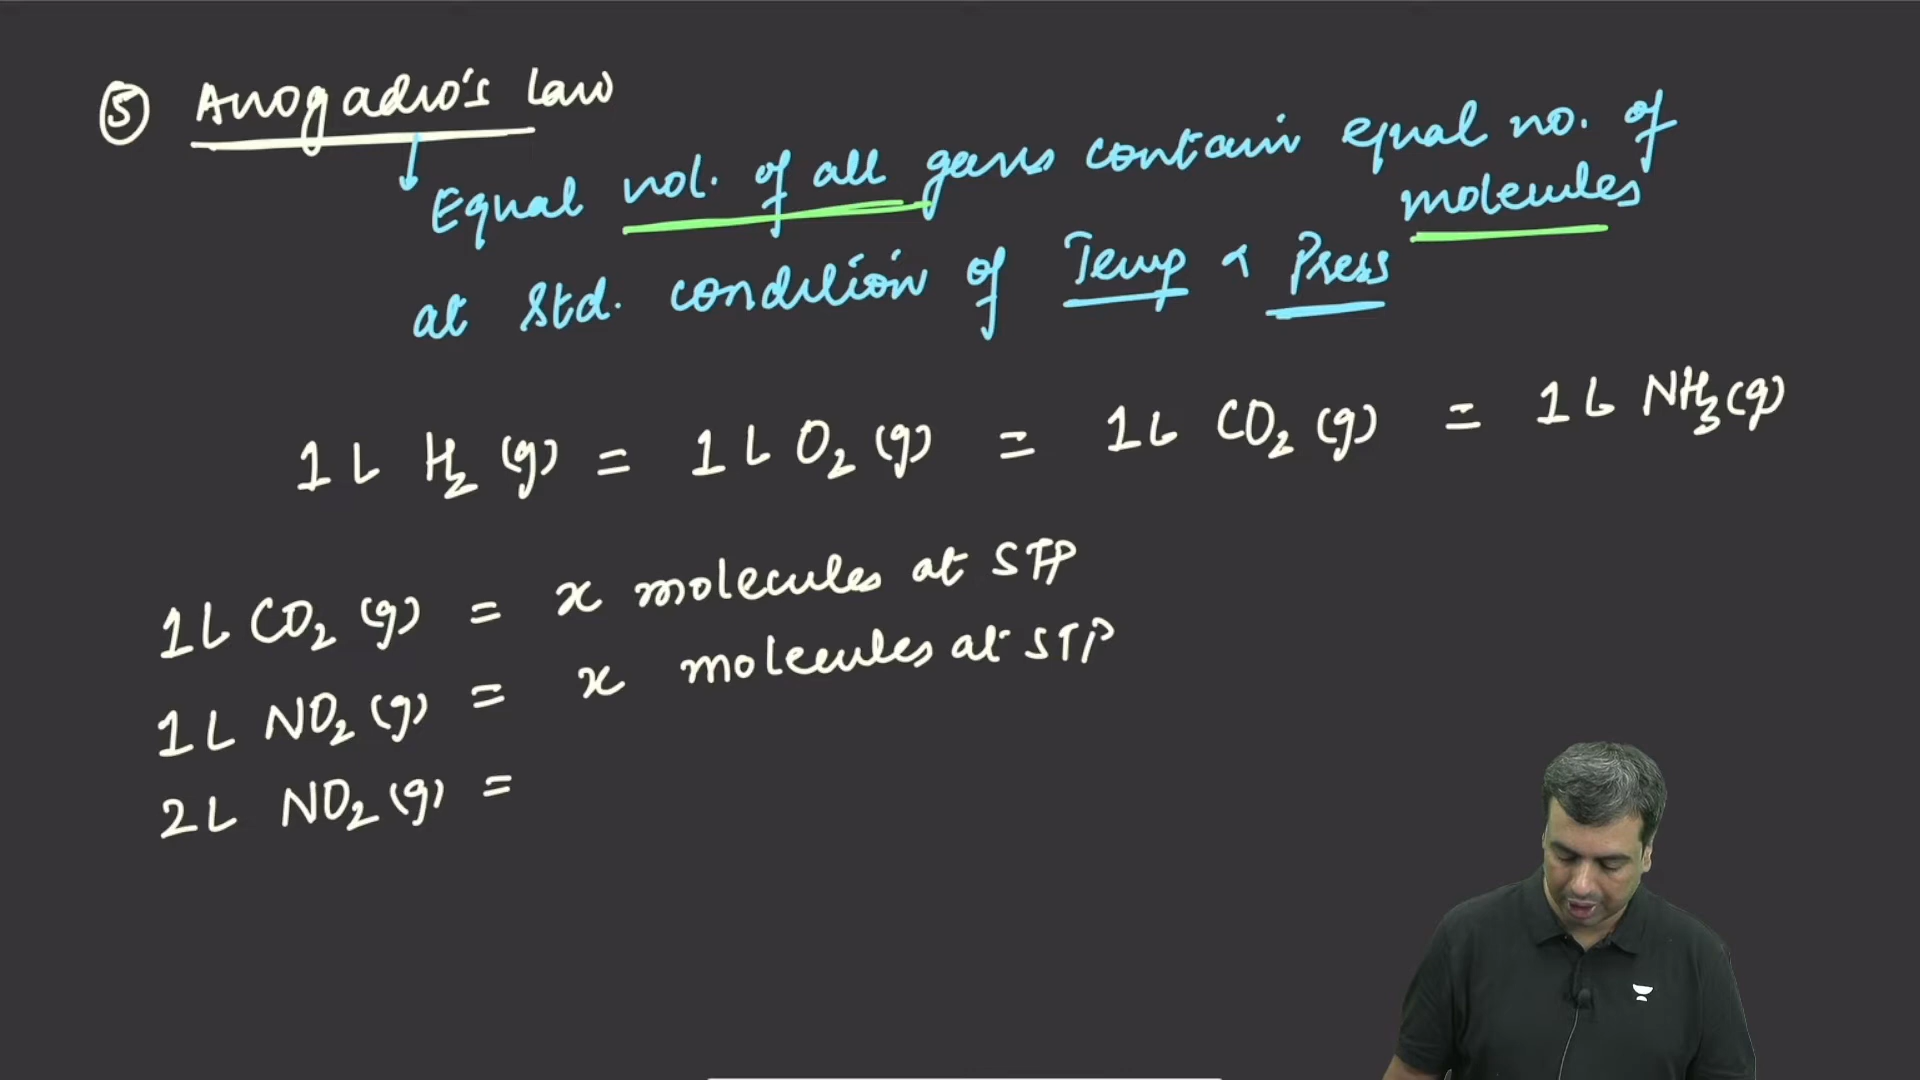 ⑤ Avogadro's Law
Equal vol. of all gases contain equal no. of
molecules
at Std. condition of Temp & Press
1 L H₂ (g) = 1 L O₂ (g) = 1 L CO₂ (g) = 1 L NH₃ (g)
1 L CO₂ (g) = x molecules at STP
1 L NO₂ (g) = x molecules at STP
2 L NO₂ (g) =